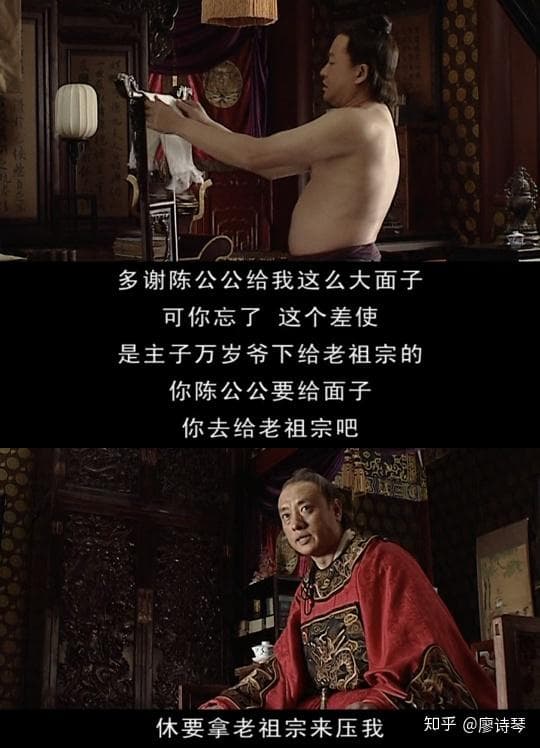 多谢陈公公给我这么大面子
可你忘了 这个差使
是主子万岁爷下给老祖宗的
你陈公公要给面子
你去给老祖宗吧
休要拿老祖宗来压我
知乎 @廖诗琴